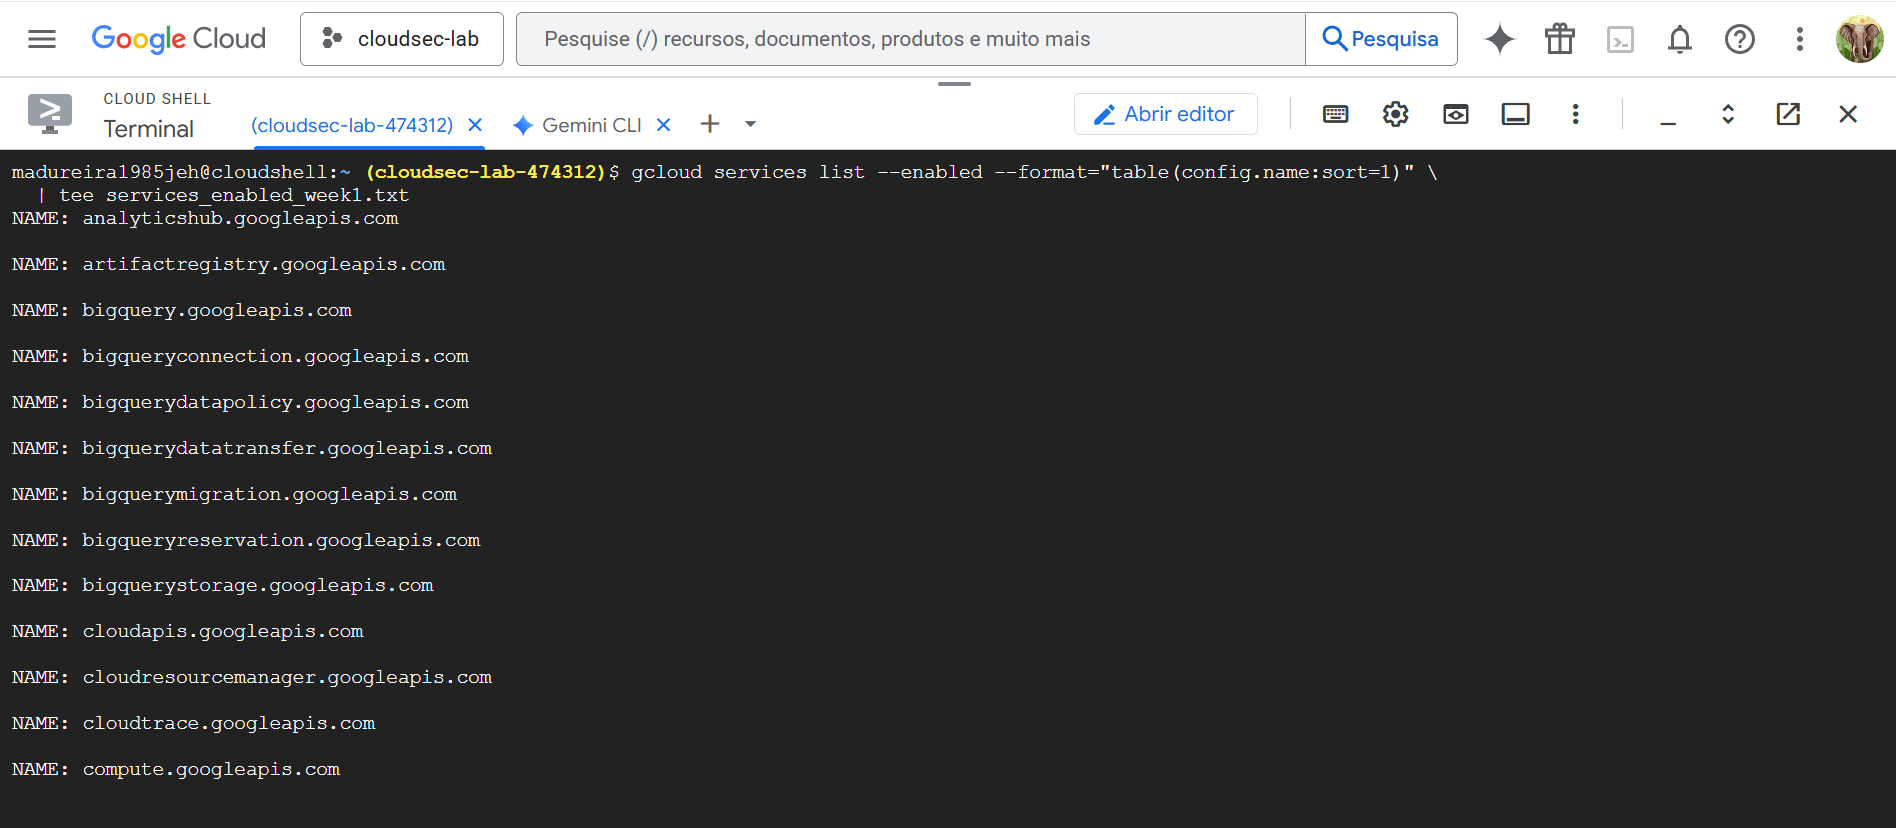 Google Cloud
cloudsec-lab
Pesquise (/) recursos, documentos, produtos e muito mais
Pesquisa
CLOUD SHELL
Terminal
(cloudsec-lab-474312)
Gemini CLI
Abrir editor
madureira1985jeh@cloudshell:~ (cloudsec-lab-474312)$ gcloud services list --enabled --format="table(config.name:sort=1)" \
| tee services_enabled_week1.txt
NAME: analyticshub.googleapis.com
NAME: artifactregistry.googleapis.com
NAME: bigquery.googleapis.com
NAME: bigqueryconnection.googleapis.com
NAME: bigquerydatapolicy.googleapis.com
NAME: bigquerydatatransfer.googleapis.com
NAME: bigquerymigration.googleapis.com
NAME: bigqueryreservation.googleapis.com
NAME: bigquerystorage.googleapis.com
NAME: cloudapis.googleapis.com
NAME: cloudresourcemanager.googleapis.com
NAME: cloudtrace.googleapis.com
NAME: compute.googleapis.com